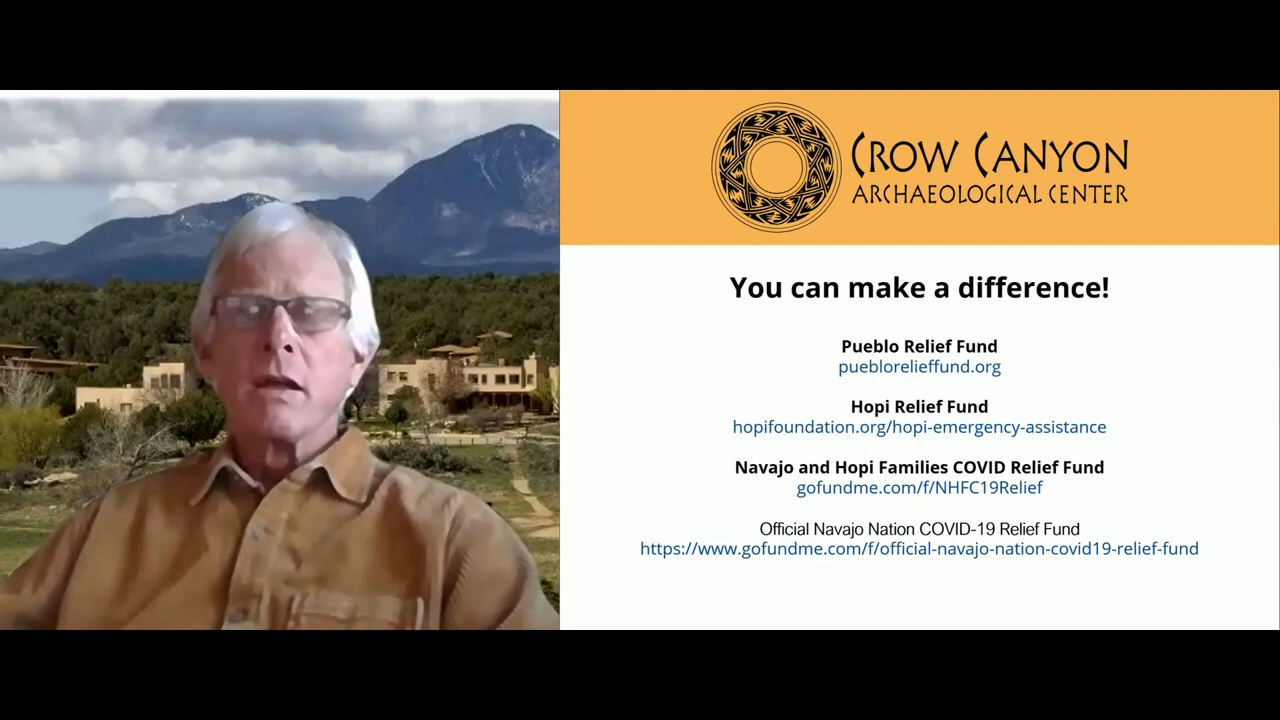 CROW CANYON
ARCHAEOLOGICAL CENTER
You can make a difference!
Pueblo Relief Fund
pueblorelieffund.org
Hopi Relief Fund
hopifoundation.org/hopi-emergency-assistance
Navajo and Hopi Families COVID Relief Fund
gofundme.com/f/NHFC19Relief
Official Navajo Nation COVID-19 Relief Fund
https://www.gofundme.com/f/official-navajo-nation-covid19-relief-fund